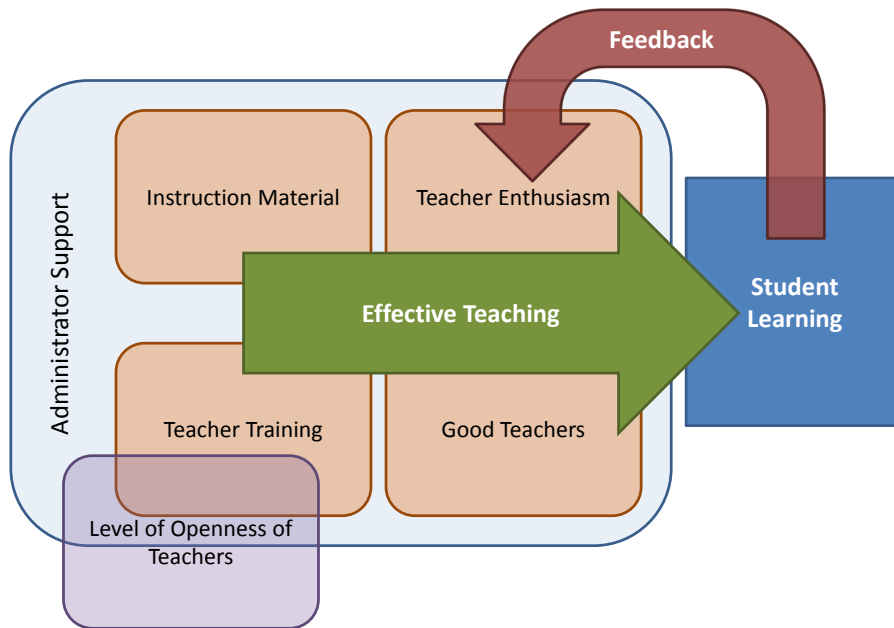 Feedback
Instruction Material
Teacher Enthusiasm
Administrator Support
Effective Teaching
Student
Learning
Teacher Training
Good Teachers
Level of Openness of
Teachers